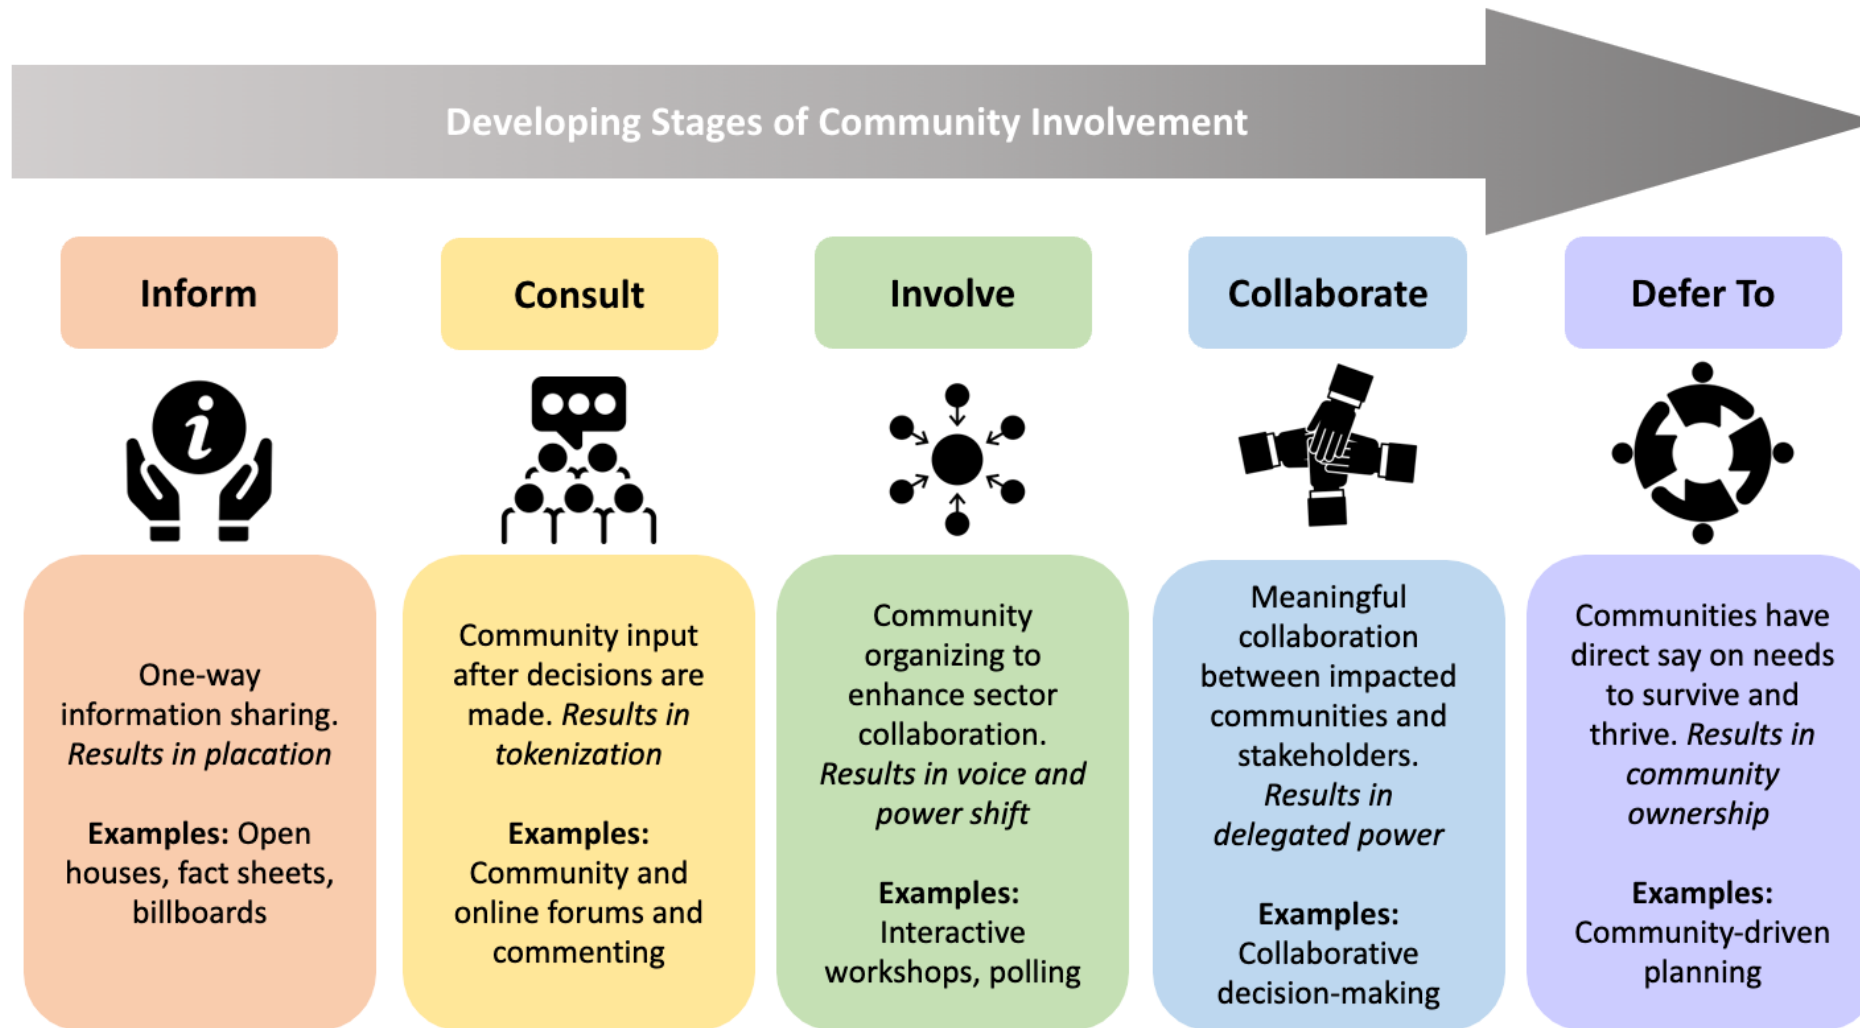 Developing Stages of Community Involvement
Inform
Consult
Involve
Collaborate
Defer To
i
One-way
information sharing.
Results in placation
Examples: Open
houses, fact sheets,
billboards
Community input
after decisions are
made. Results in
tokenization
Examples:
Community and
online forums and
commenting
Community
organizing to
enhance sector
collaboration.
Results in voice and
power shift
Examples:
Interactive
workshops, polling
Meaningful
collaboration
between impacted
communities and
stakeholders.
Results in
delegated power
Examples:
Collaborative
decision-making
Communities have
direct say on needs
to survive and
thrive. Results in
community
ownership
Examples:
Community-driven
planning